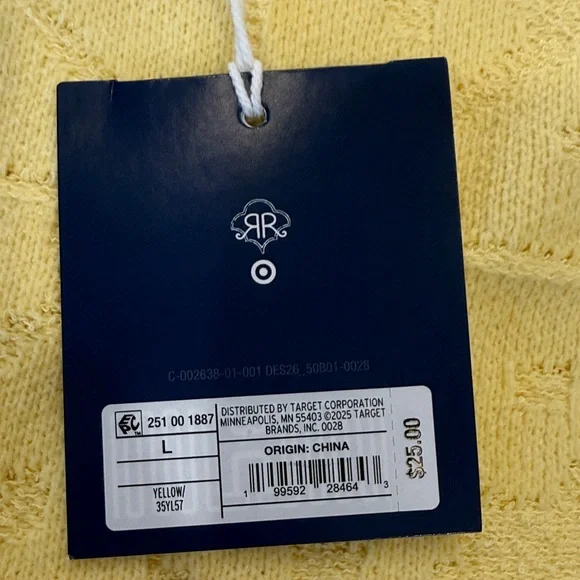 RR
C-002638-01-001 DES26_50B01-0028
251 00 1887
L
YELLOW/
35YL57
DISTRIBUTED BY TARGET CORPORATION
MINNEAPOLIS, MN 55403 ©2025 TARGET
BRANDS, INC. 0028
ORIGIN: CHINA
1 99592 28464 3
$25.00